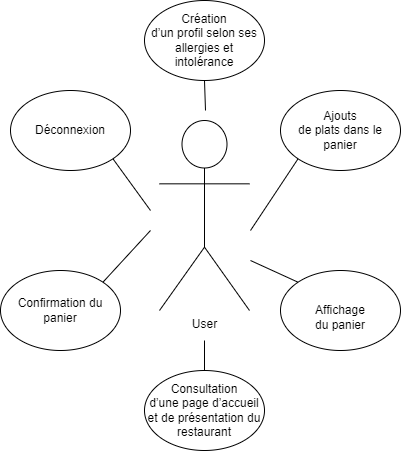 Création
d'un profil selon ses
allergies et
intolérance
Déconnexion
Ajouts
de plats dans le
panier
Confirmation du
panier
Affichage
du panier
User
Consultation
d'une page d'accueil
et de présentation du
restaurant